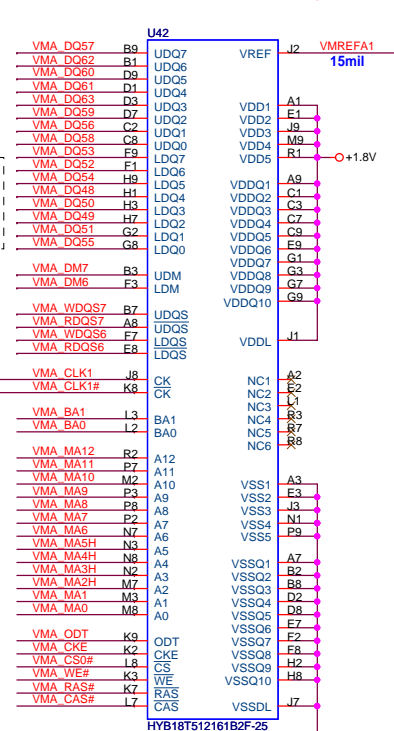 U42
VMA_DQ57 B9 UDQ7 VREF J2 VMREFA1
VMA_DQ62 B1 UDQ6 15mil
VMA_DQ60 D9 UDQ5
VMA_DQ61 D1 UDQ4 VDD1 A1
VMA_DQ63 D3 UDQ3 VDD2 E1
VMA_DQ59 D7 UDQ2 VDD3 J9
VMA_DQ56 C2 UDQ1 VDD4 M9
VMA_DQ58 C8 UDQ0 VDD5 R1 +1.8V
VMA_DQ53 F9 LDQ7
VMA_DQ52 F1 LDQ6
VMA_DQ54 H9 LDQ5 VDDQ1 A9
VMA_DQ48 H1 LDQ4 VDDQ2 C1
VMA_DQ50 H3 LDQ3 VDDQ3 C3
VMA_DQ49 H7 LDQ2 VDDQ4 C7
VMA_DQ51 G2 LDQ1 VDDQ5 C9
VMA_DQ55 G8 LDQ0 VDDQ6 E9
VDDQ7 G1
VMA_DM7 B3 UDM VDDQ8 G3
VMA_DM6 F3 LDM VDDQ9 G7
VDDQ10 G9
VMA_WDQS7 B7 UDQS
VMA_RDQS7 A8 UDQS
VMA_WDQS6 F7 LDQS VDDL J1
VMA_RDQS6 E8 LDQS
VMA_CLK1 J8 CK NC1 A2
VMA_CLK1# K8 CK NC2 E2
NC3 L1
VMA_BA1 L3 BA1 NC4 R3
VMA_BA0 L2 BA0 NC5 R7
NC6 R8
VMA_MA12 R2 A12
VMA_MA11 P7 A11
VMA_MA10 M2 A10 VSS1 A3
VMA_MA9 P3 A9 VSS2 E3
VMA_MA8 P8 A8 VSS3 J3
VMA_MA7 P2 A7 VSS4 N1
VMA_MA6 N7 A6 VSS5 P9
VMA_MA5H N3 A5
VMA_MA4H N8 A4 VSSQ1 A7
VMA_MA3H N2 A3 VSSQ2 B2
VMA_MA2H M7 A2 VSSQ3 B8
VMA_MA1 M3 A1 VSSQ4 D2
VMA_MA0 M8 A0 VSSQ5 D8
VSSQ6 E7
VMA_ODT K9 ODT VSSQ7 F2
VMA_CKE K2 CKE VSSQ8 F8
VMA_CS0# L8 CS VSSQ9 H2
VMA_WE# K3 WE VSSQ10 H8
VMA_RAS# K7 RAS
VMA_CAS# L7 CAS VSSDL J7
HYB18T512161B2F-25